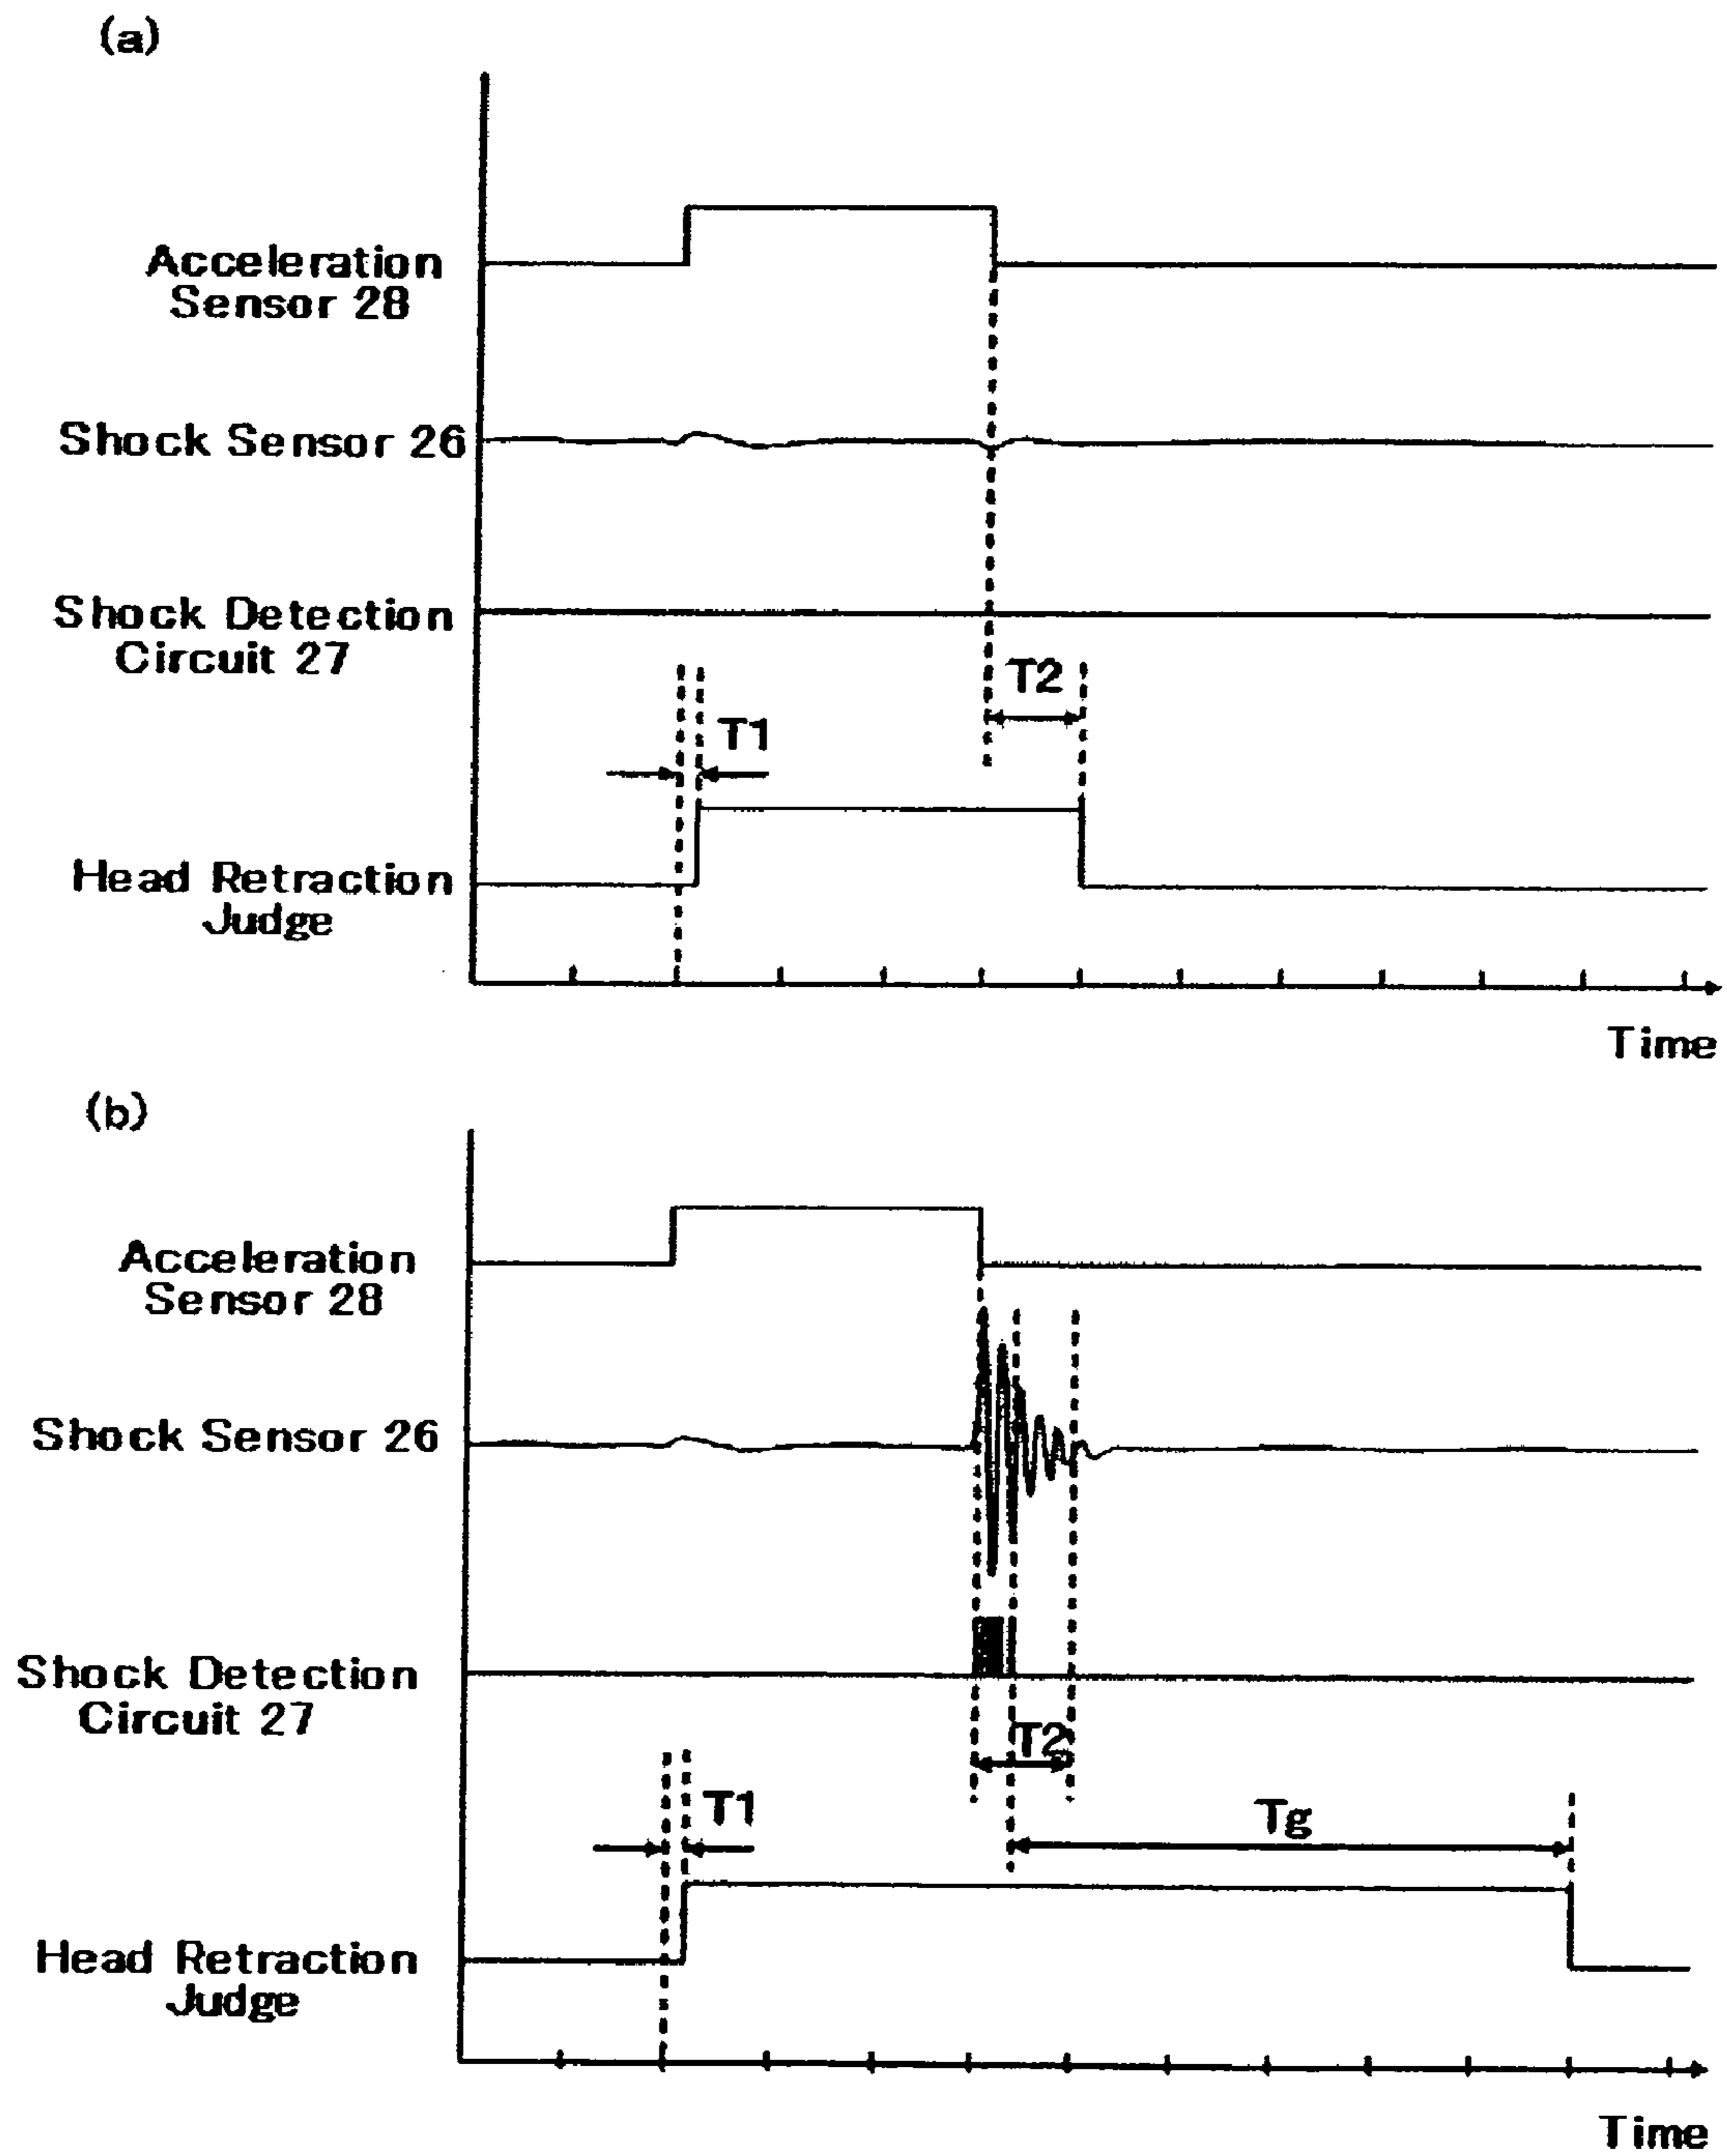 (a)
Acceleration
Sensor 28
Shock Sensor 26
Shock Detection
Circuit 27
T2
T1
Head Retraction
Judge
Time
(b)
Acceleration
Sensor 28
Shock Sensor 26
Shock Detection
Circuit 27
T2
T1
Tg
Head Retraction
Judge
Time